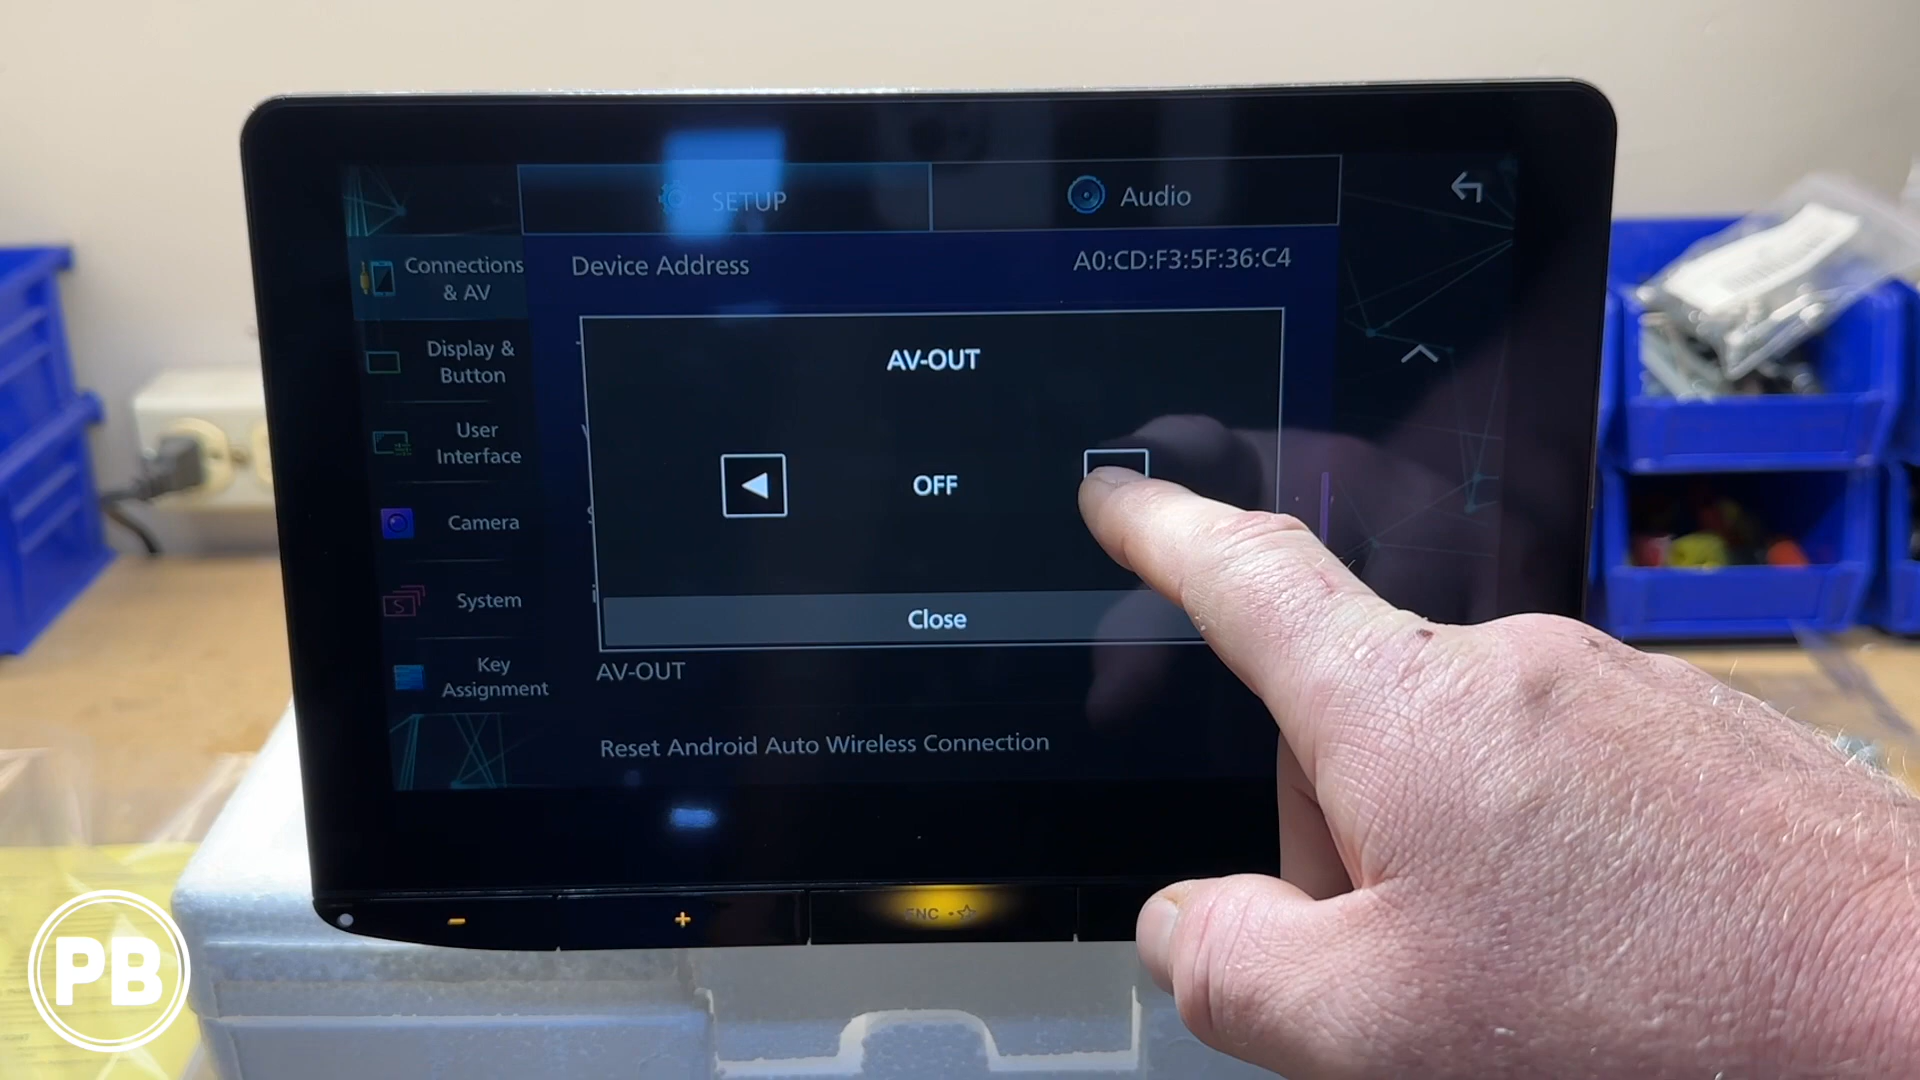 SETUP
Audio
Connections
& AV
Device Address
A0:CD:F3:5F:36:C4
Display &
Button
AV-OUT
User
Interface
OFF
Camera
System
Close
Key
Assignment
AV-OUT
Reset Android Auto Wireless Connection
-
+
FNC
PB